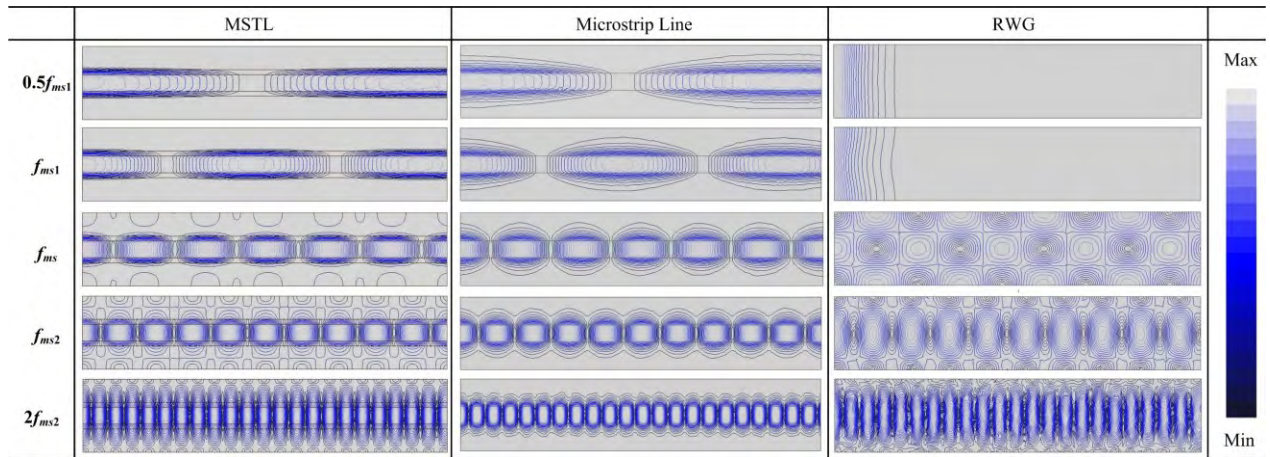 MSTL Microstrip Line RWG
0.5fms1
Max
fms1
fms
fms2
2fms2
Min